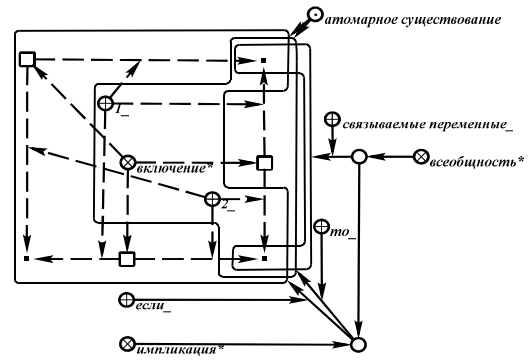 атомарное существование
1_
связываемые переменные_
включение*
всеобщность*
2_
то_
если_
импликация*